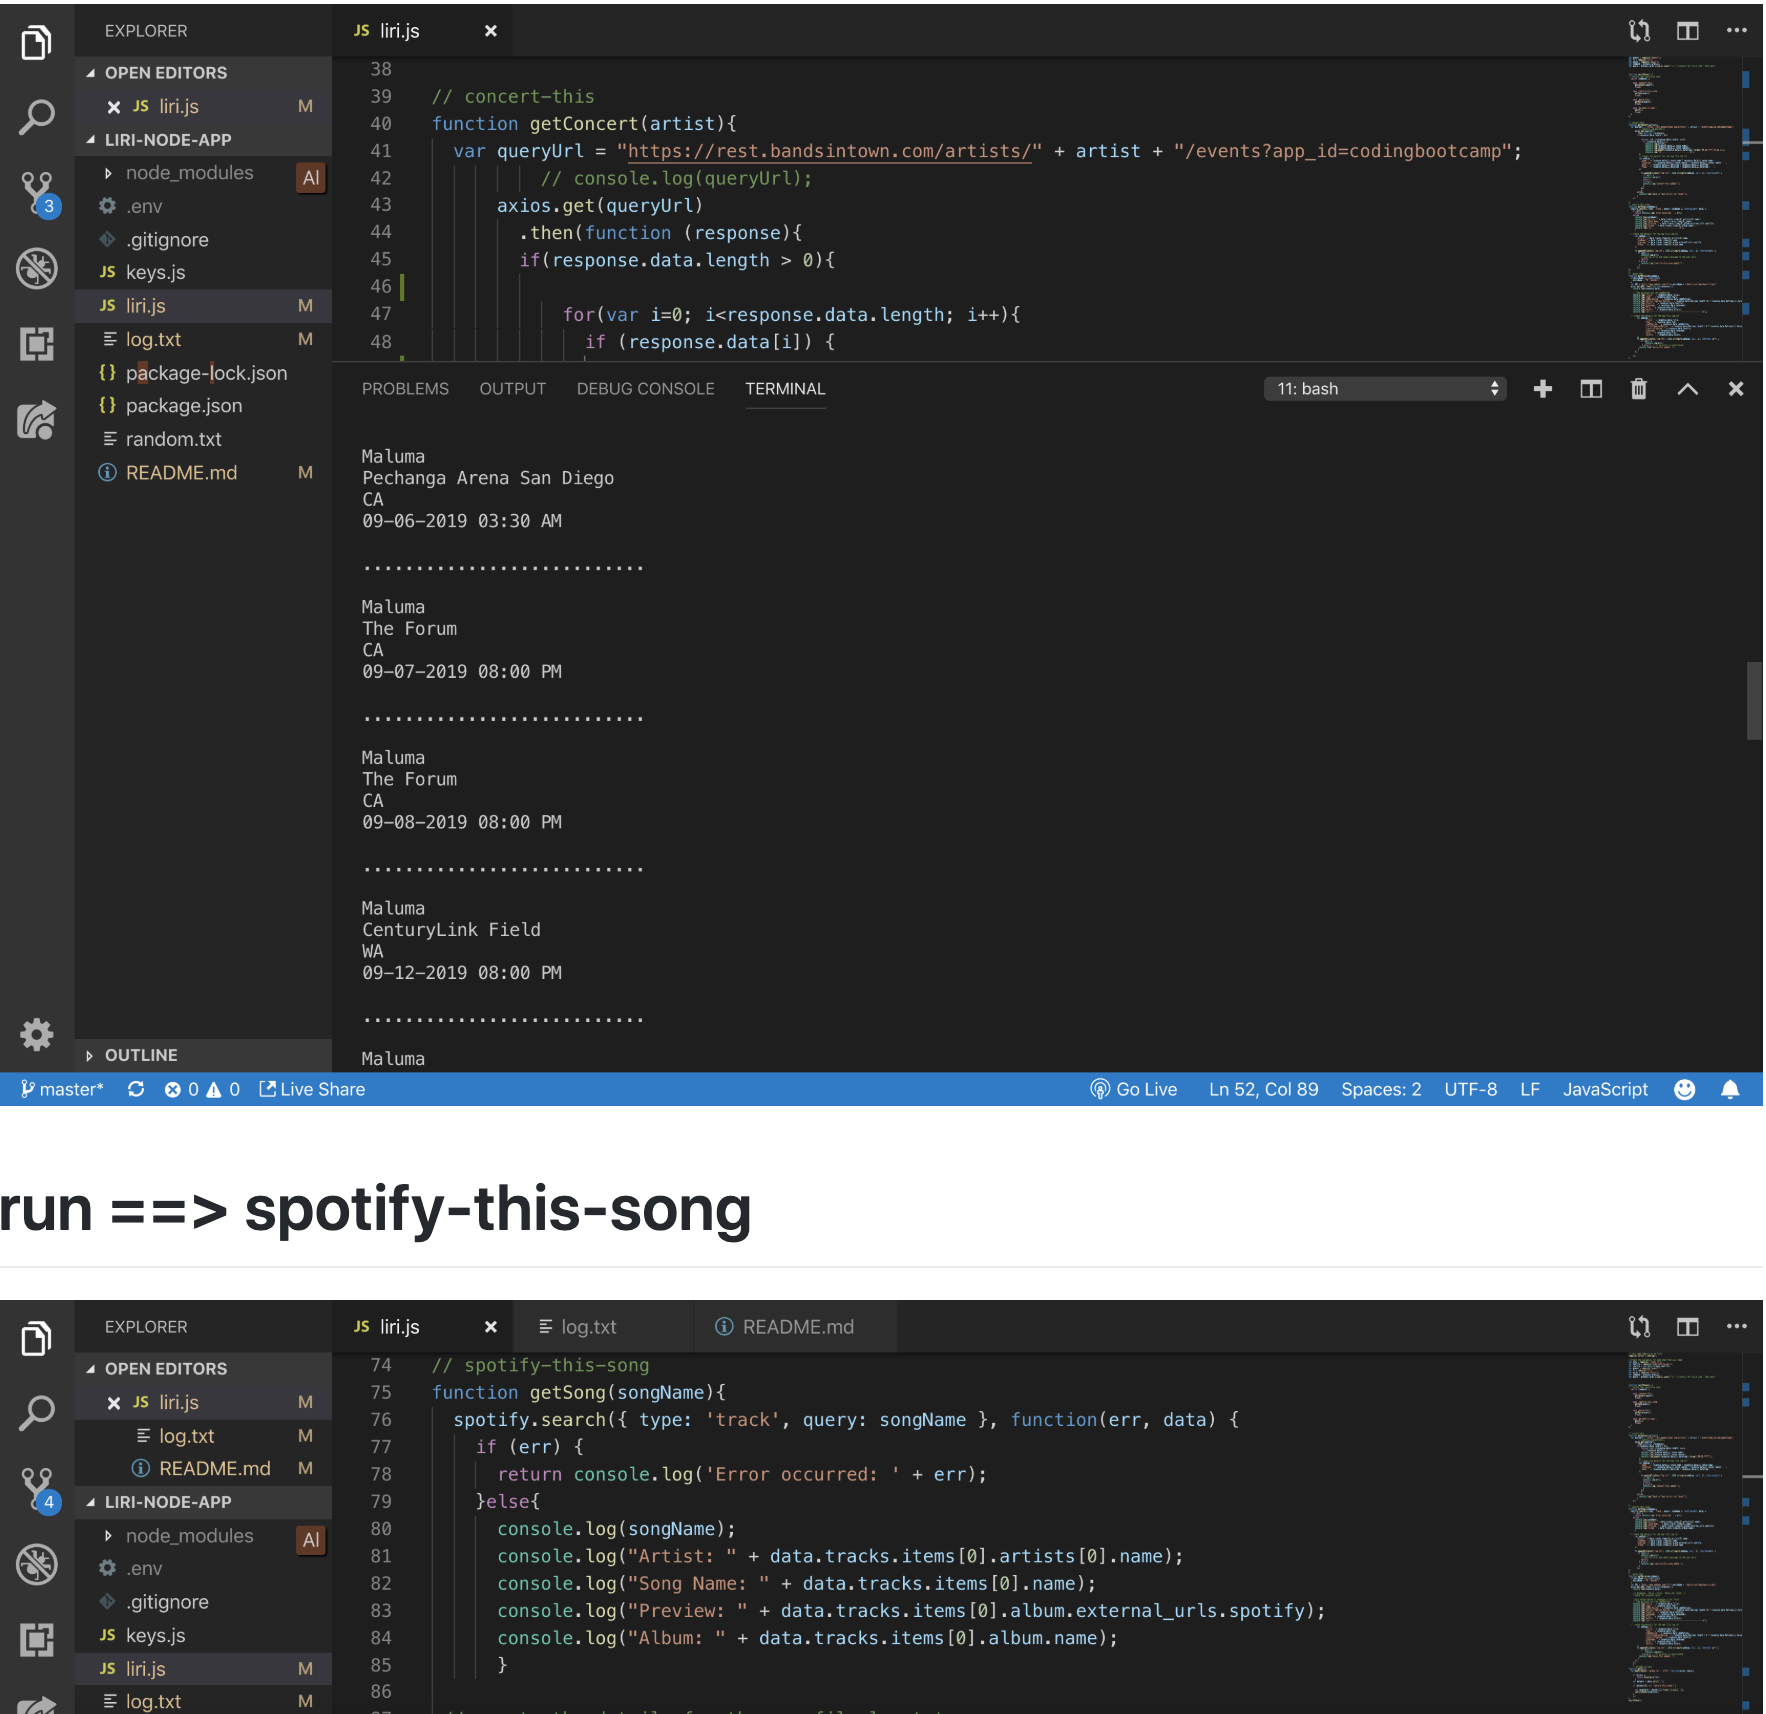 EXPLORER
OPEN EDITORS
JS liri.js M
LIRI-NODE-APP
node_modules AI
.env
.gitignore
JS keys.js
JS liri.js M
log.txt M
{} package-lock.json
{} package.json
random.txt
README.md M
OUTLINE
3
JS liri.js
38
39 // concert-this
40 function getConcert(artist){
41 var queryUrl = "https://rest.bandsintown.com/artists/" + artist + "/events?app_id=codingbootcamp";
42 // console.log(queryUrl);
43 axios.get(queryUrl)
44 .then(function (response){
45 if(response.data.length > 0){
46
47 for(var i=0; i<response.data.length; i++){
48 if (response.data[i]) {
PROBLEMS OUTPUT DEBUG CONSOLE TERMINAL 11: bash
Maluma
Pechanga Arena San Diego
CA
09-06-2019 03:30 AM
...........................
Maluma
The Forum
CA
09-07-2019 08:00 PM
...........................
Maluma
The Forum
CA
09-08-2019 08:00 PM
...........................
Maluma
CenturyLink Field
WA
09-12-2019 08:00 PM
...........................
Maluma
master* 0 0 Live Share Go Live Ln 52, Col 89 Spaces: 2 UTF-8 LF JavaScript
run ==> spotify-this-song
EXPLORER
OPEN EDITORS
JS liri.js M
log.txt M
README.md M
LIRI-NODE-APP
node_modules AI
.env
.gitignore
JS keys.js
JS liri.js M
log.txt M
4
JS liri.js log.txt README.md
74 // spotify-this-song
75 function getSong(songName){
76 spotify.search({ type: 'track', query: songName }, function(err, data) {
77 if (err) {
78 return console.log('Error occurred: ' + err);
79 }else{
80 console.log(songName);
81 console.log("Artist: " + data.tracks.items[0].artists[0].name);
82 console.log("Song Name: " + data.tracks.items[0].name);
83 console.log("Preview: " + data.tracks.items[0].album.external_urls.spotify);
84 console.log("Album: " + data.tracks.items[0].album.name);
85 }
86